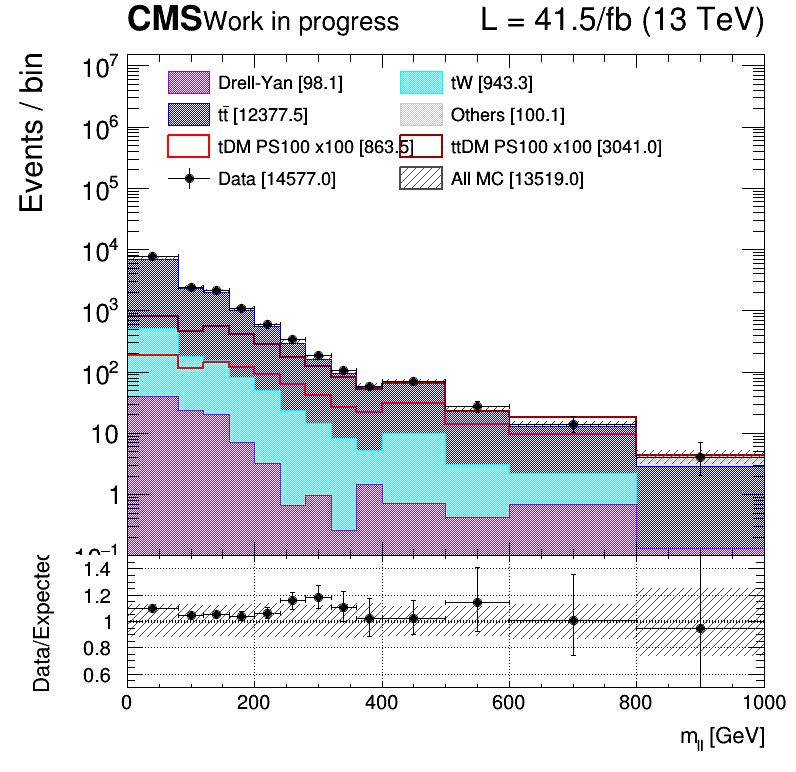 CMS Work in progress L = 41.5/fb (13 TeV)
Events / bin
10⁷
10⁶
10⁵
10⁴
10³
10²
10
1
10⁻¹
Drell-Yan [98.1] tW [943.3]
tt̄ [12377.5] Others [100.1]
tDM PS100 x100 [863.5] ttDM PS100 x100 [3041.0]
Data [14577.0] All MC [13519.0]
Data/Expected
1.4
1.2
1
0.8
0.6
0 200 400 600 800 1000
m_ll [GeV]